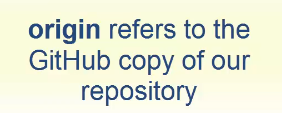 origin refers to the
GitHub copy of our
repository